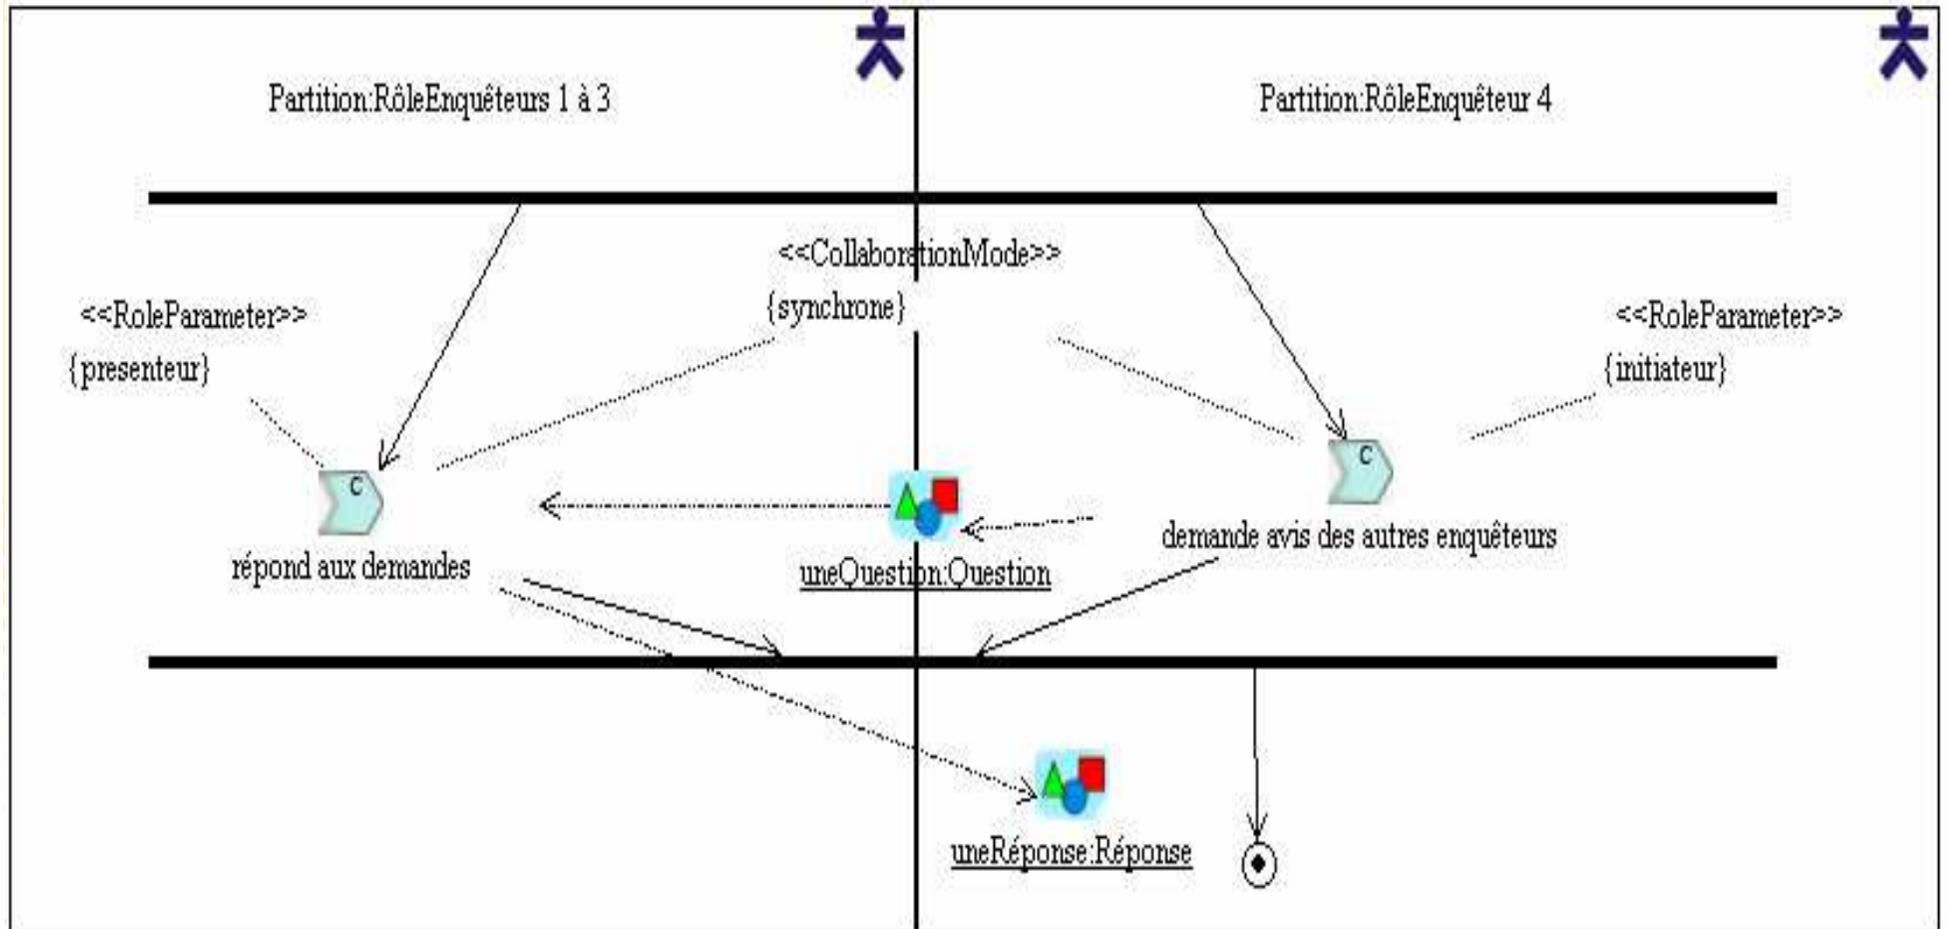 Partition:RôleEnquêteurs 1 à 3
Partition:RôleEnquêteur 4
<<CollaborationMode>>
{synchrone}
<<RoleParameter>>
{presenteur}
<<RoleParameter>>
{initiateur}
C
C
répond aux demandes
uneQuestion:Question
demande avis des autres enquêteurs
uneRéponse:Réponse